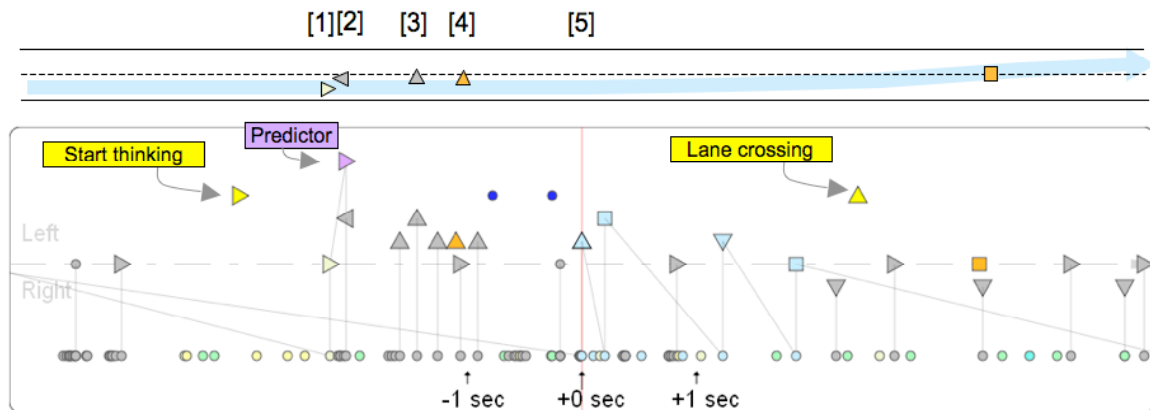 [1] [2] [3] [4] [5]
Predictor
Start thinking
Lane crossing
Left
Right
-1 sec +0 sec +1 sec